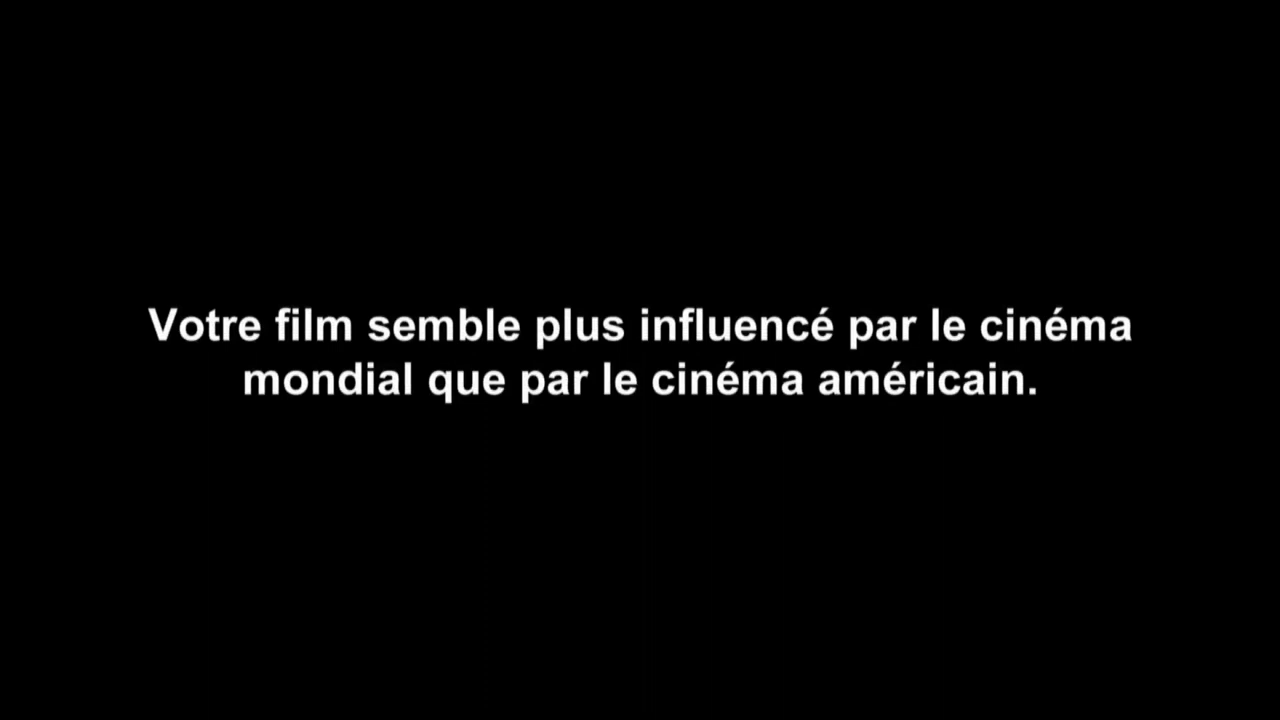 Votre film semble plus influencé par le cinéma
mondial que par le cinéma américain.